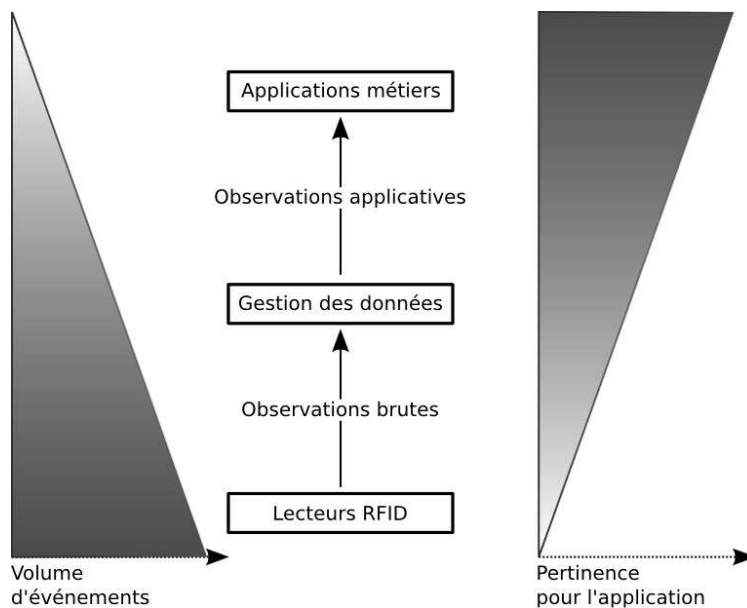 Applications métiers
Observations applicatives
Gestion des données
Observations brutes
Lecteurs RFID
Volume
d'événements
Pertinence
pour l'application